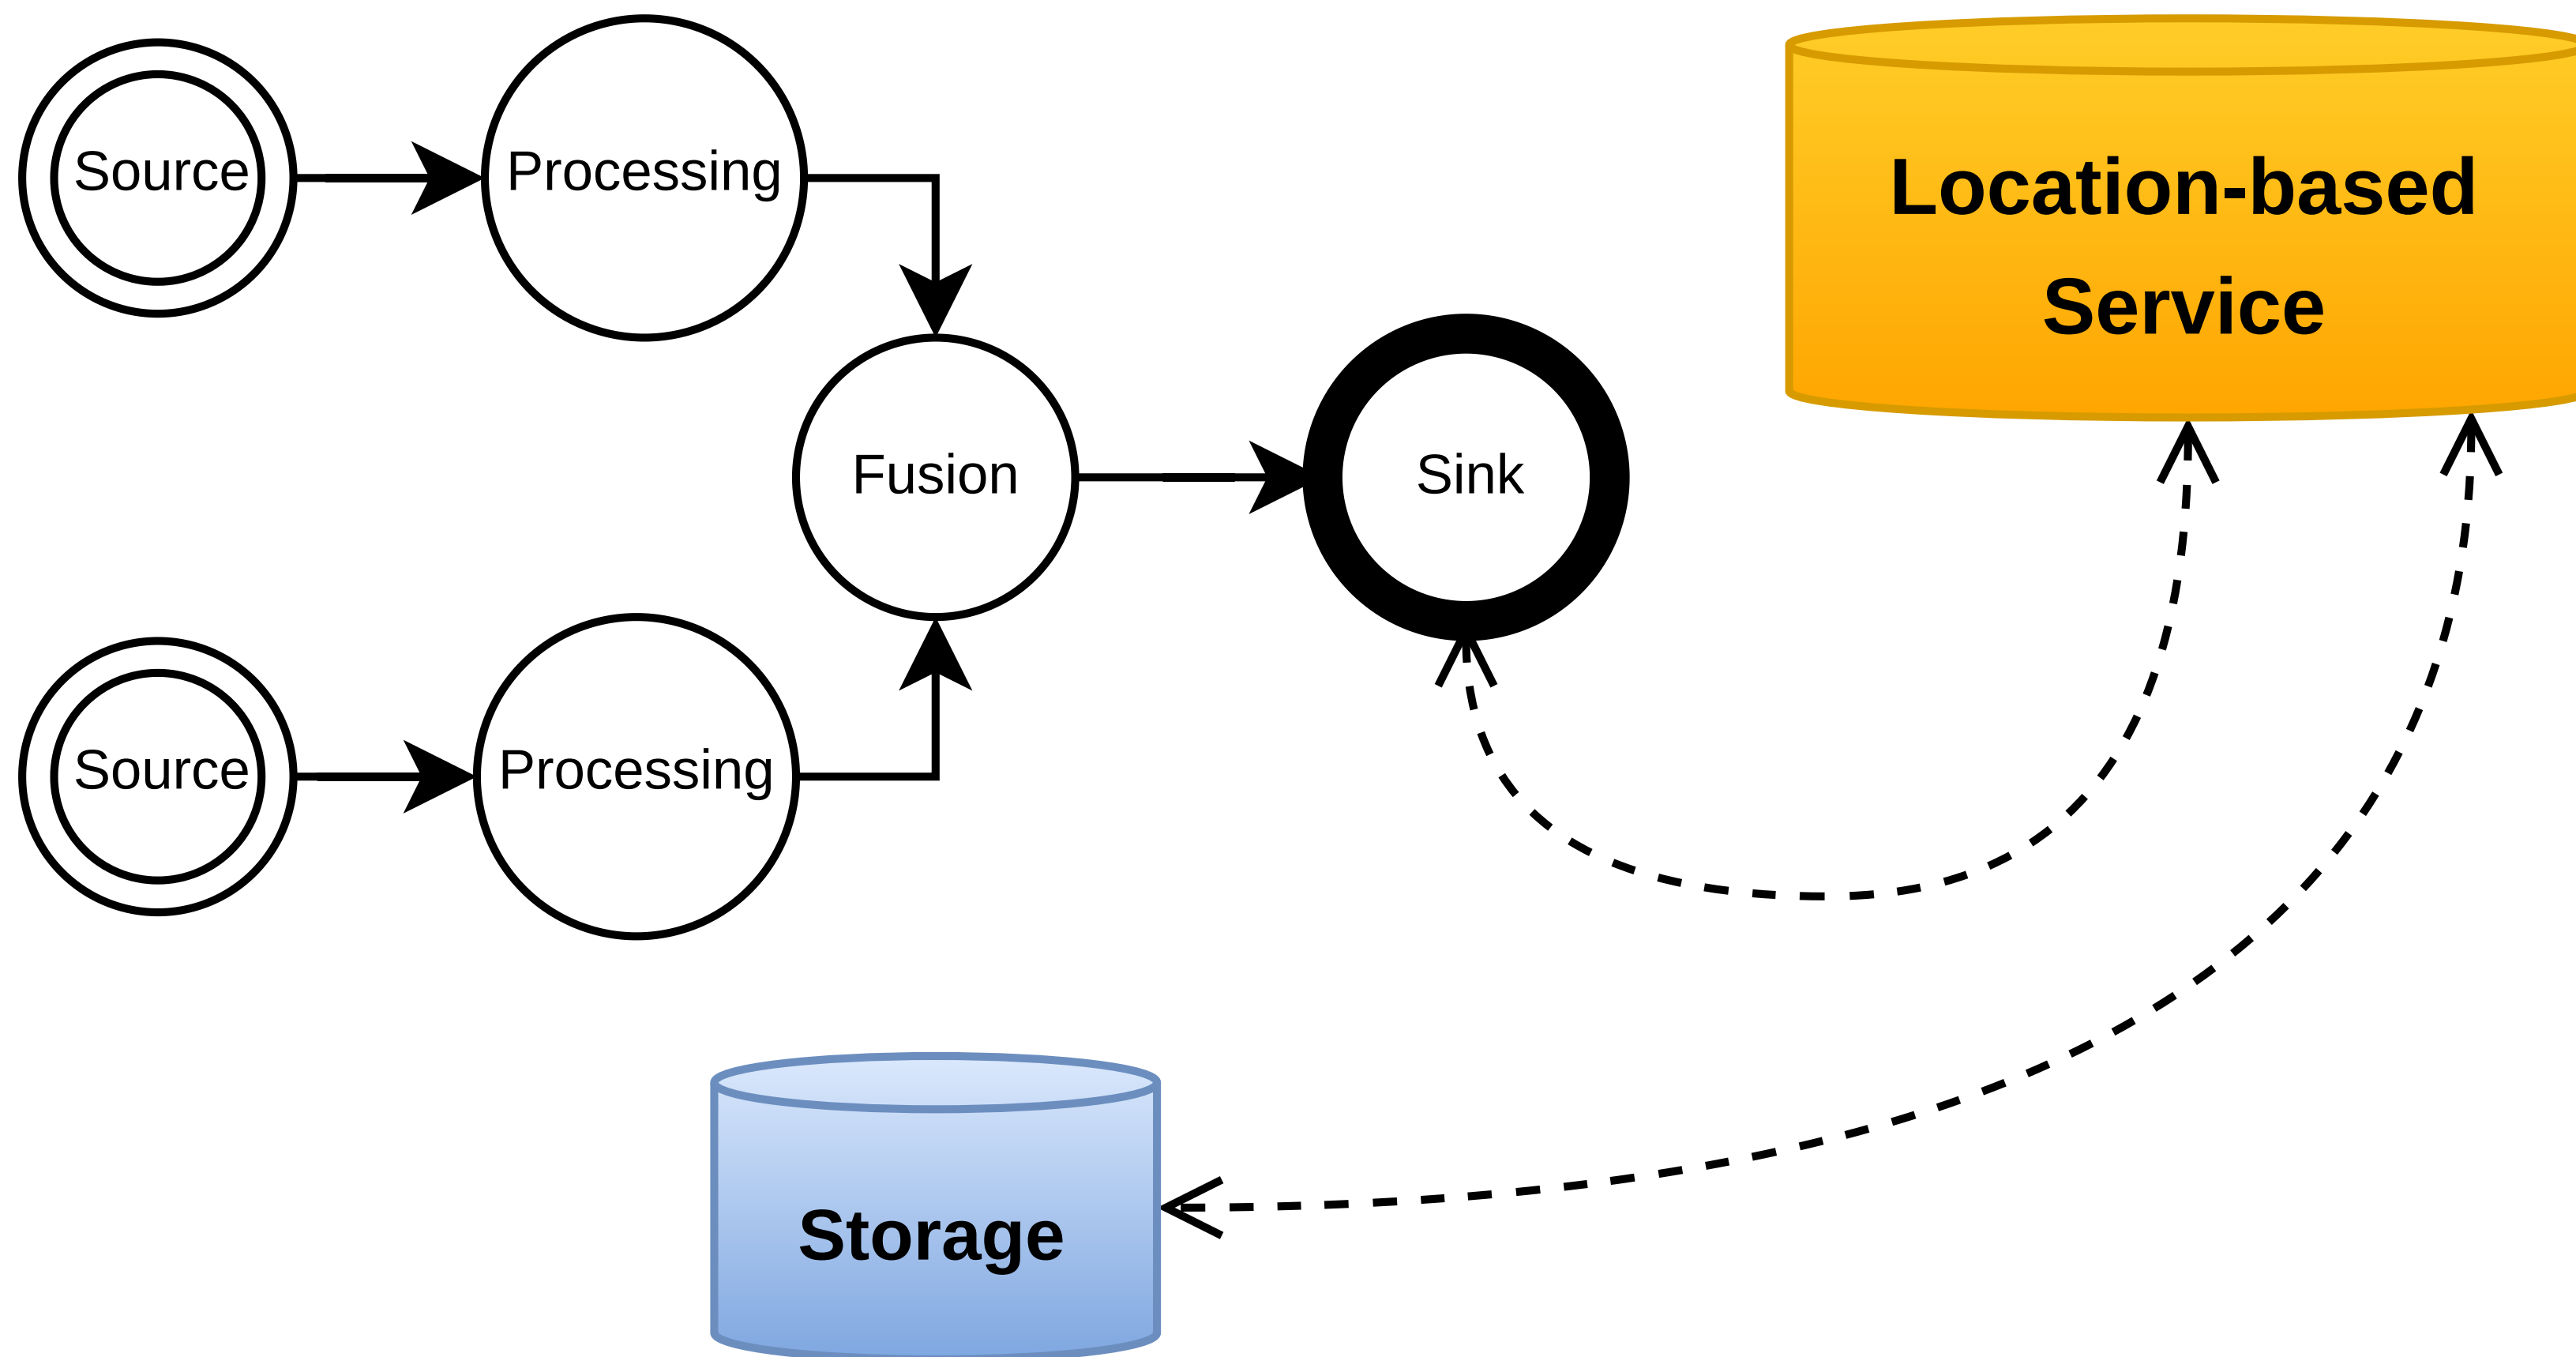 Source
Processing
Location-based
Service
Fusion
Sink
Source
Processing
Storage